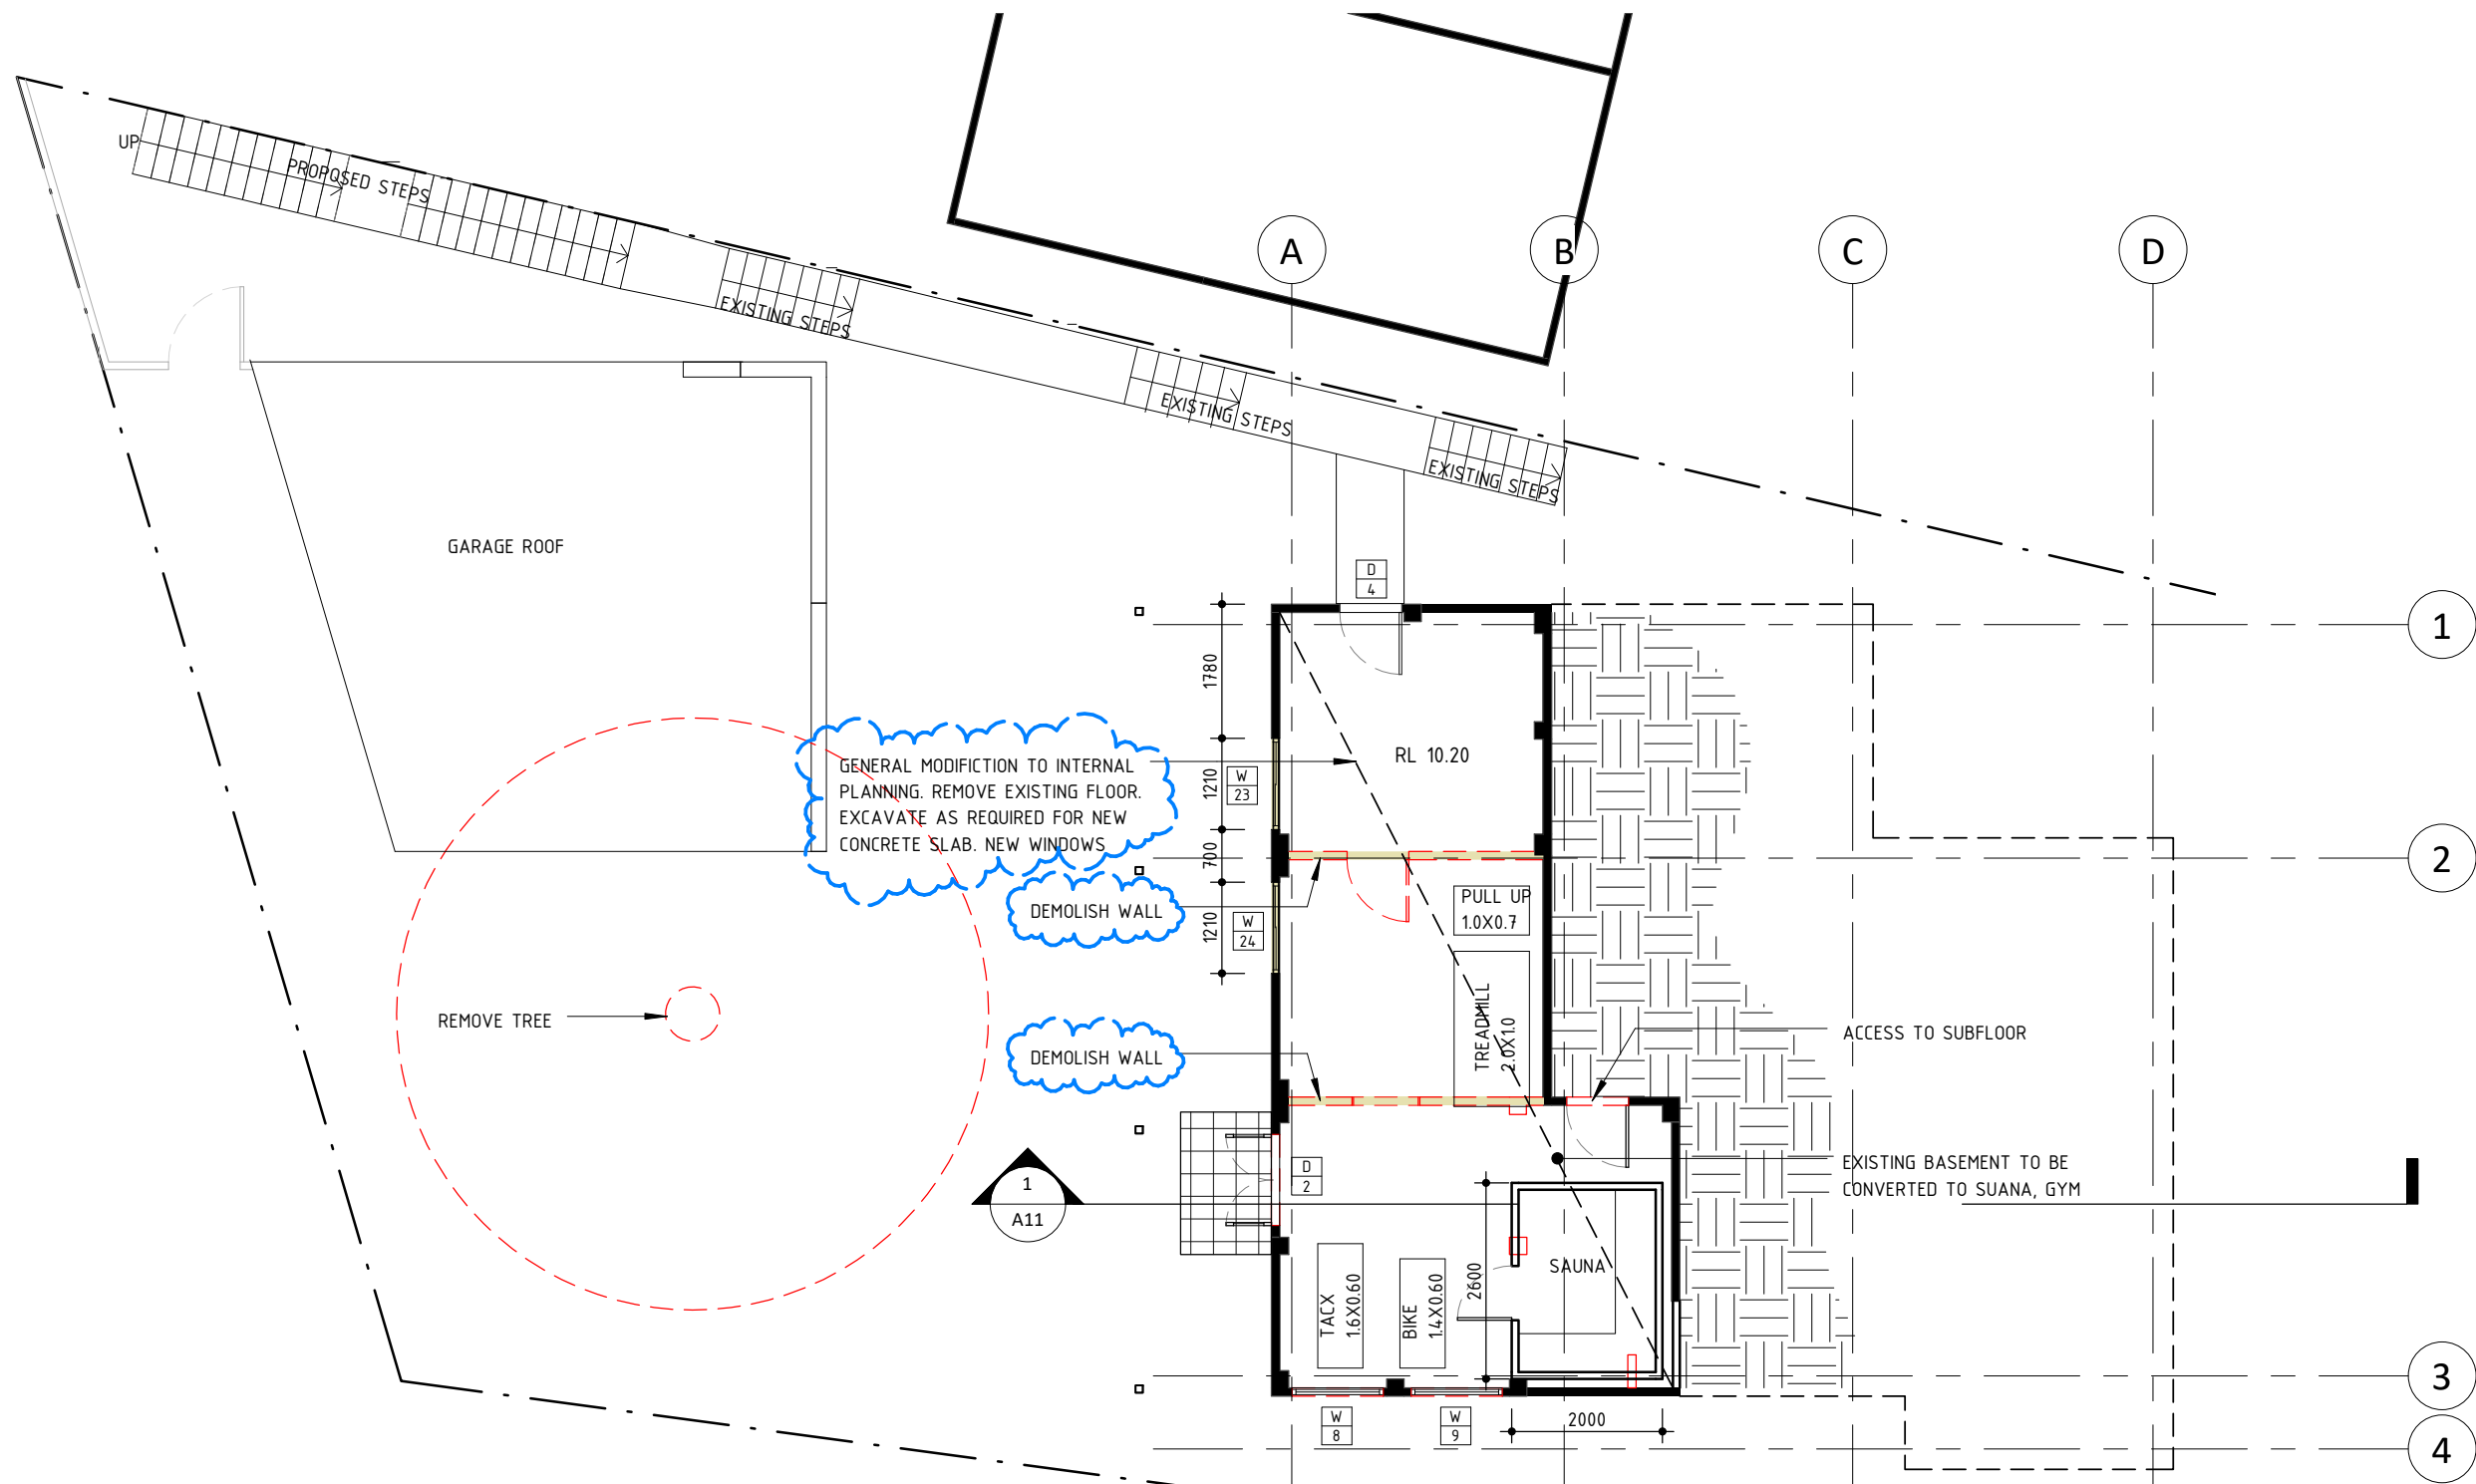 UP
PROPOSED STEPS
EXISTING STEPS
EXISTING STEPS
EXISTING STEPS
A
B
C
D
GARAGE ROOF
D
4
1
1780
GENERAL MODIFICTION TO INTERNAL
PLANNING. REMOVE EXISTING FLOOR.
EXCAVATE AS REQUIRED FOR NEW
CONCRETE SLAB. NEW WINDOWS
1210
W
23
RL 10.20
700
2
DEMOLISH WALL
1210
W
24
PULL UP
1.0X0.7
REMOVE TREE
TREADMILL
2.0X1.0
ACCESS TO SUBFLOOR
DEMOLISH WALL
1
A11
D
2
EXISTING BASEMENT TO BE
CONVERTED TO SUANA, GYM
SAUNA
2600
TACX
1.6X0.60
BIKE
1.4X0.60
3
W
8
W
9
2000
4